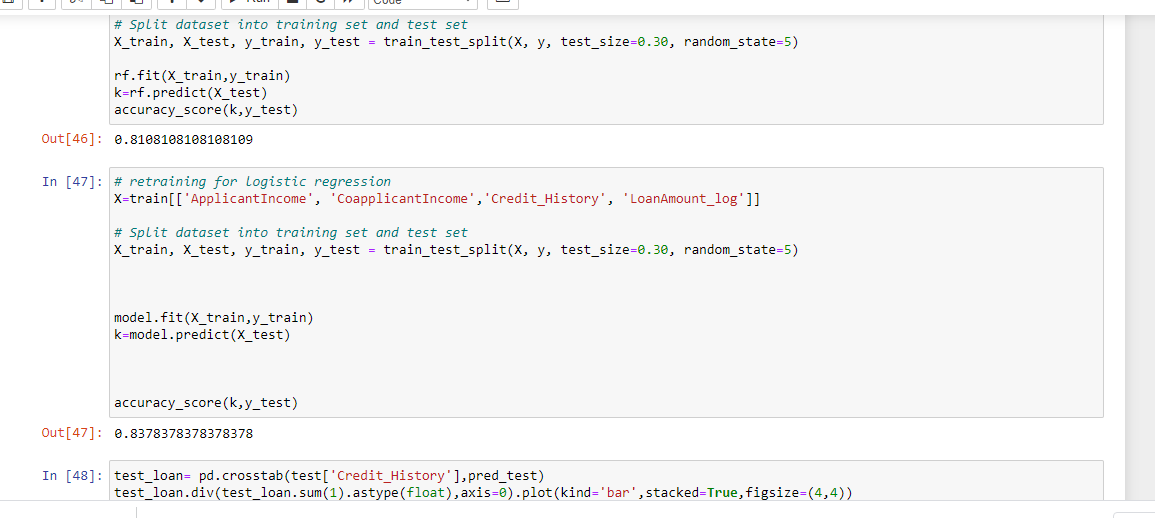 Run
Code
# Split dataset into training set and test set
X_train, X_test, y_train, y_test = train_test_split(X, y, test_size=0.30, random_state=5)
rf.fit(X_train,y_train)
k=rf.predict(X_test)
accuracy_score(k,y_test)
Out[46]: 0.8108108108108109
In [47]: # retraining for logistic regression
X=train[['ApplicantIncome', 'CoapplicantIncome','Credit_History', 'LoanAmount_log']]
# Split dataset into training set and test set
X_train, X_test, y_train, y_test = train_test_split(X, y, test_size=0.30, random_state=5)
model.fit(X_train,y_train)
k=model.predict(X_test)
accuracy_score(k,y_test)
Out[47]: 0.8378378378378378
In [48]: test_loan= pd.crosstab(test['Credit_History'],pred_test)
test_loan.div(test_loan.sum(1).astype(float),axis=0).plot(kind='bar',stacked=True,figsize=(4,4))